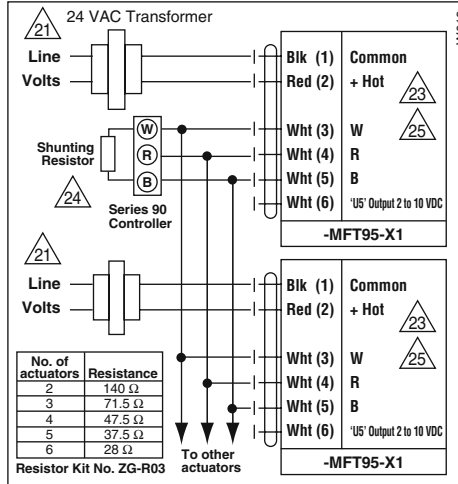 21 24 VAC Transformer
Line
Volts
Blk (1) Common
Red (2) + Hot
23
25
Wht (3) W
Wht (4) R
Wht (5) B
Wht (6) 'U5' Output 2 to 10 VDC
-MFT95-X1
Shunting
Resistor
24
W
R
B
Series 90
Controller
21
Line
Volts
Blk (1) Common
Red (2) + Hot
23
25
Wht (3) W
Wht (4) R
Wht (5) B
Wht (6) 'U5' Output 2 to 10 VDC
-MFT95-X1
No. of actuators Resistance
2 140 Ω
3 71.5 Ω
4 47.5 Ω
5 37.5 Ω
6 28 Ω
Resistor Kit No. ZG-R03
To other
actuators